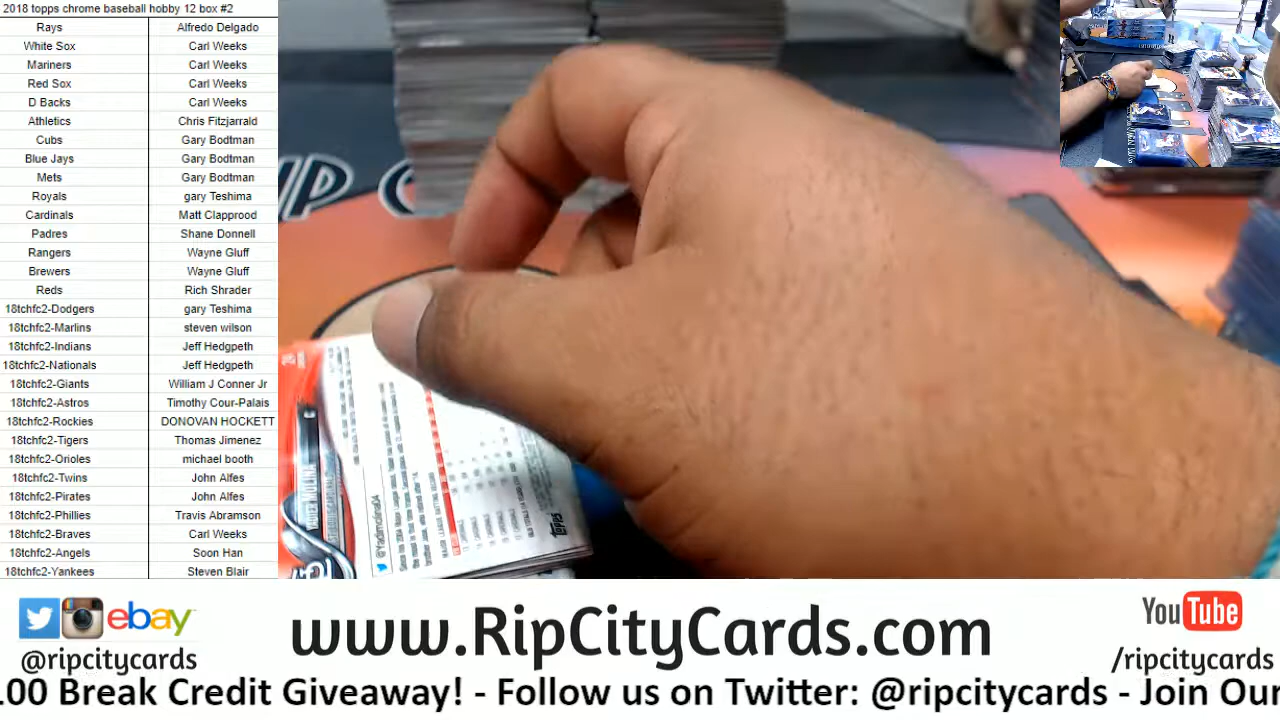 2018 topps chrome baseball hobby 12 box #2
Rays Alfredo Delgado
White Sox Carl Weeks
Mariners Carl Weeks
Red Sox Carl Weeks
D Backs Carl Weeks
Athletics Chris Fitzjarrald
Cubs Gary Bodtman
Blue Jays Gary Bodtman
Mets Gary Bodtman
Royals gary Teshima
Cardinals Matt Clapprood
Padres Shane Donnell
Rangers Wayne Gluff
Brewers Wayne Gluff
Reds Rich Shrader
18tchfc2-Dodgers gary Teshima
18tchfc2-Marlins steven wilson
18tchfc2-Indians Jeff Hedgpeth
18tchfc2-Nationals Jeff Hedgpeth
18tchfc2-Giants William J Conner Jr
18tchfc2-Astros Timothy Cour-Palais
18tchfc2-Rockies DONOVAN HOCKETT
18tchfc2-Tigers Thomas Jimenez
18tchfc2-Orioles michael booth
18tchfc2-Twins John Alfes
18tchfc2-Pirates John Alfes
18tchfc2-Phillies Travis Abramson
18tchfc2-Braves Carl Weeks
18tchfc2-Angels Soon Han
18tchfc2-Yankees Steven Blair
YADIER MOLINA
@Yadimolina04
Topps
ebay
@ripcitycards
www.RipCityCards.com
YouTube
/ripcitycards
.00 Break Credit Giveaway! - Follow us on Twitter: @ripcitycards - Join Our